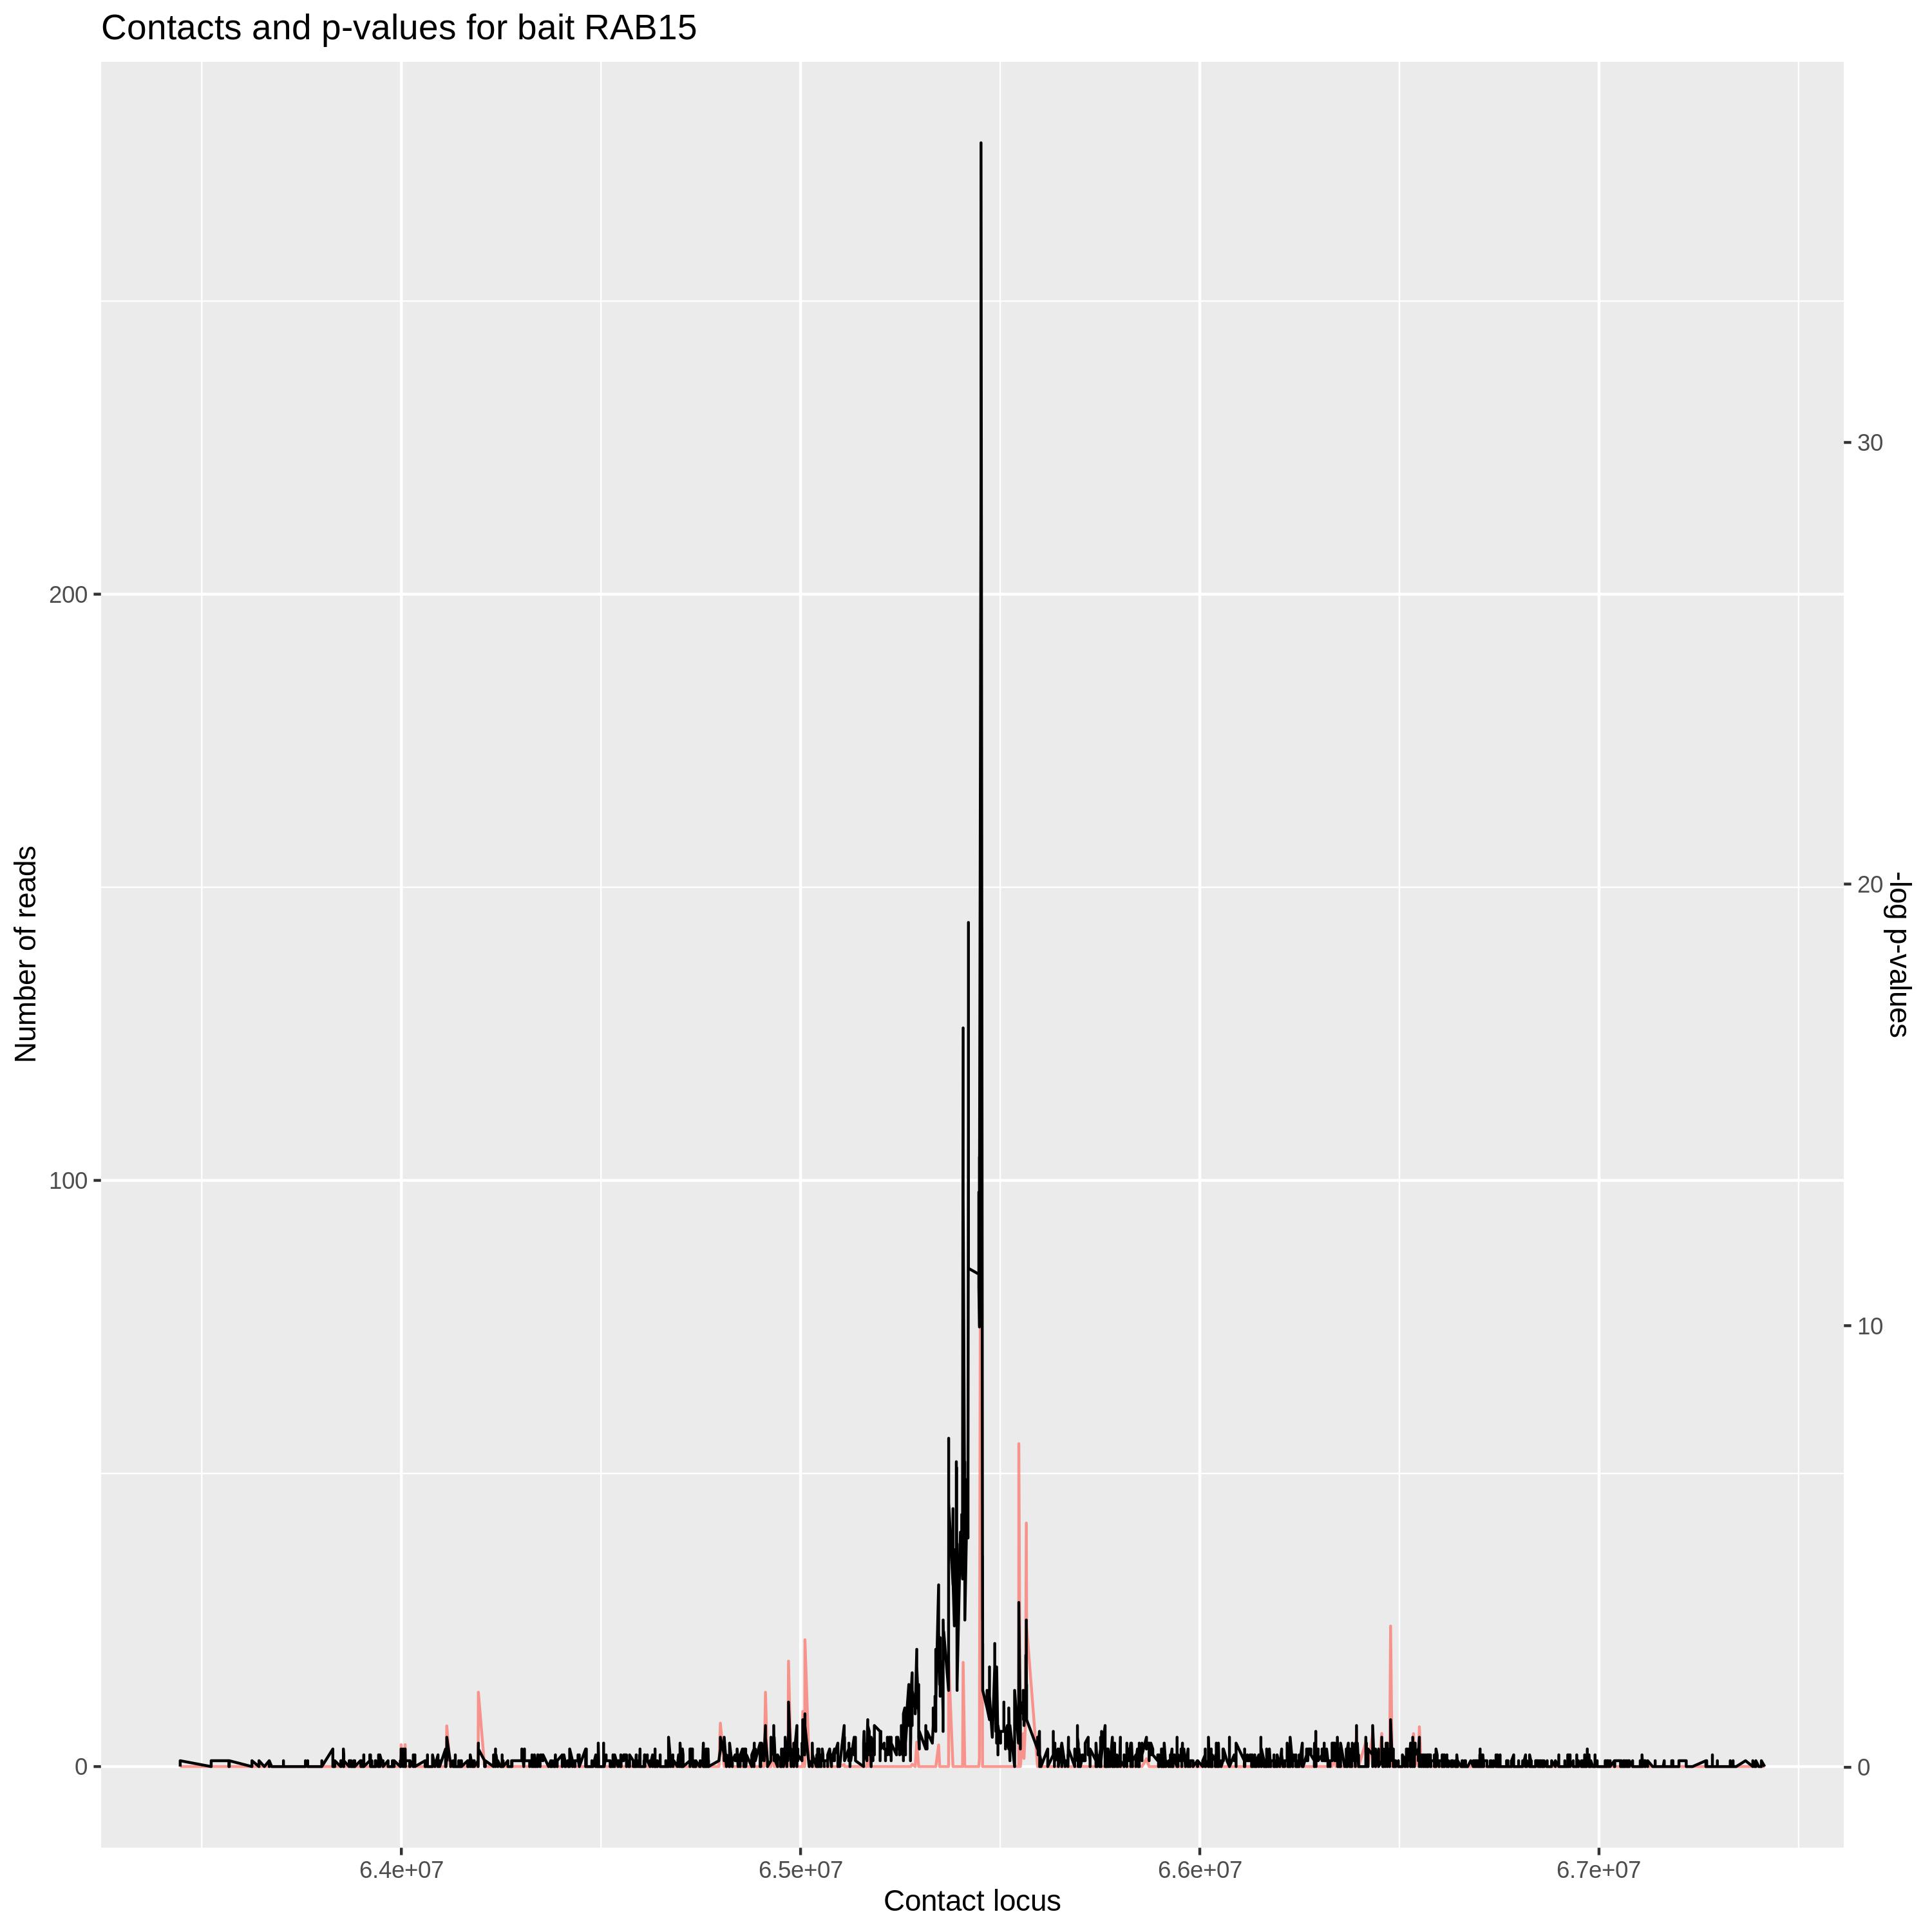 Contacts and p-values for bait RAB15
Number of reads
200
100
0
30
20
10
0
-log p-values
6.4e+07 6.5e+07 6.6e+07 6.7e+07
Contact locus